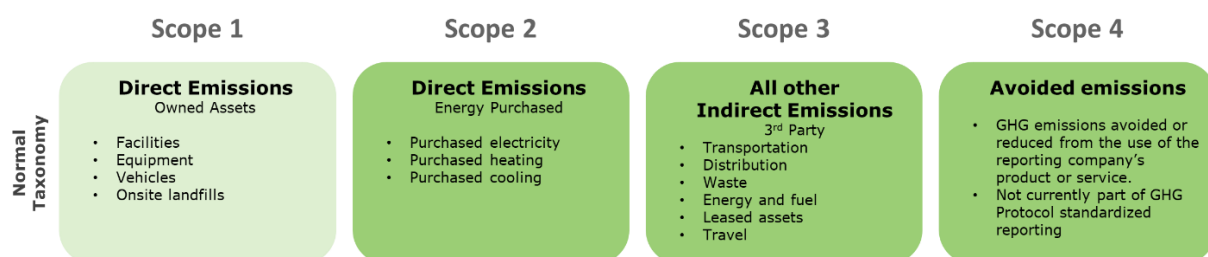 Scope 1
Scope 2
Scope 3
Scope 4
Normal
Taxonomy
Direct Emissions
Owned Assets
• Facilities
• Equipment
• Vehicles
• Onsite landfills
Direct Emissions
Energy Purchased
• Purchased electricity
• Purchased heating
• Purchased cooling
All other
Indirect Emissions
3rd Party
• Transportation
• Distribution
• Waste
• Energy and fuel
• Leased assets
• Travel
Avoided emissions
• GHG emissions avoided or
reduced from the use of the
reporting company's
product or service.
• Not currently part of GHG
Protocol standardized
reporting